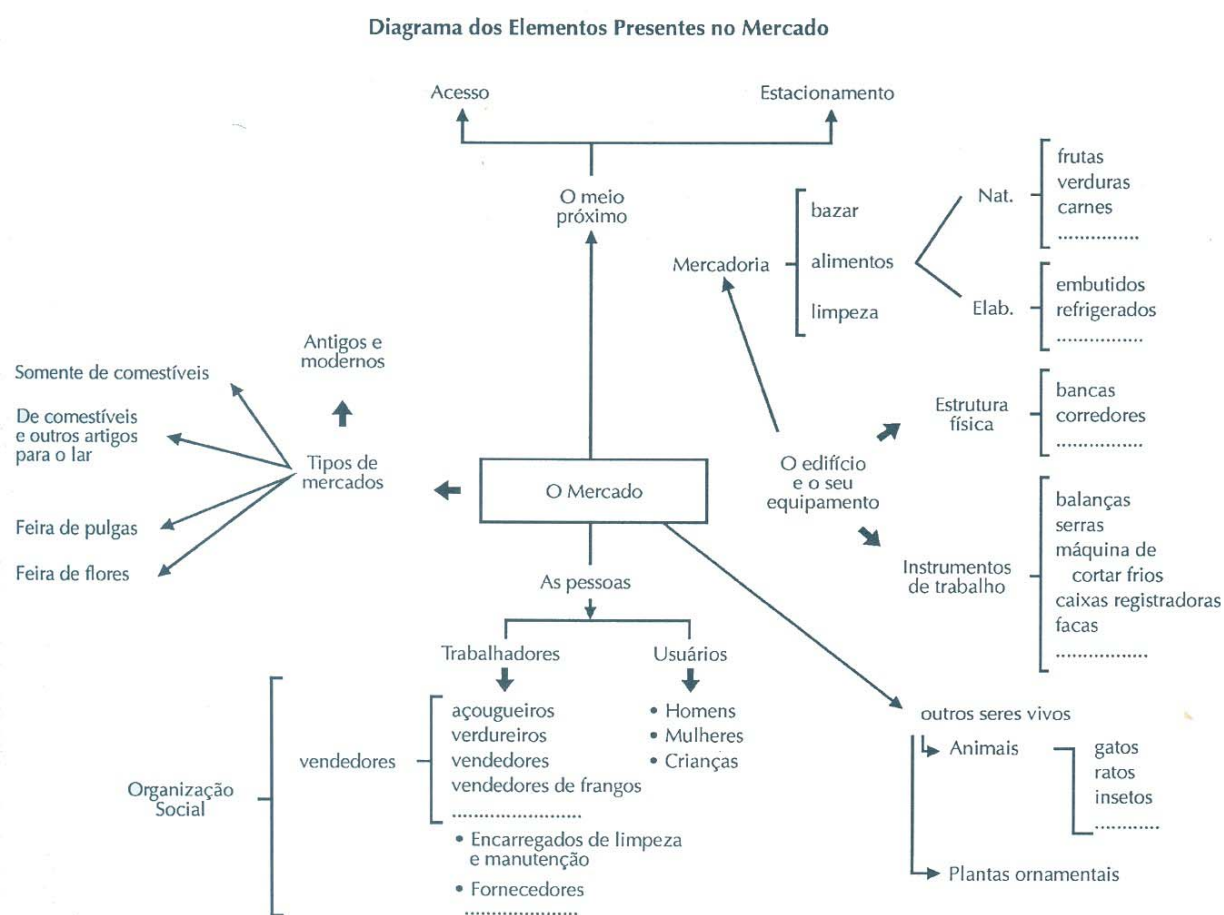 Diagrama dos Elementos Presentes no Mercado
Acesso
Estacionamento
O meio
próximo
Mercadoria
bazar
alimentos
limpeza
Nat.
frutas
verduras
carnes
................
Elab.
embutidos
refrigerados
................
Antigos e
modernos
Somente de comestíveis
De comestíveis
e outros artigos
para o lar
Feira de pulgas
Feira de flores
Tipos de
mercados
O Mercado
O edifício
e o seu
equipamento
Estrutura
física
bancas
corredores
................
Instrumentos
de trabalho
balanças
serras
máquina de
cortar frios
caixas registradoras
facas
................
As pessoas
Trabalhadores
Usuários
açougueiros
verdureiros
vendedores
vendedores de frangos
................
• Homens
• Mulheres
• Crianças
vendedores
Organização
Social
• Encarregados de limpeza
e manutenção
• Fornecedores
................
outros seres vivos
Animais
gatos
ratos
insetos
................
Plantas ornamentais